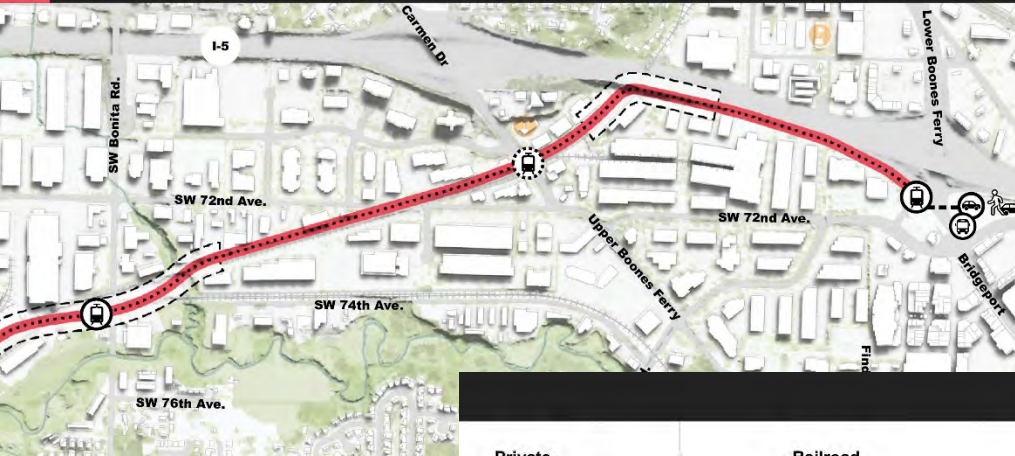 Carmen Dr
Lower Boones Ferry
I-5
SW Bonita Rd.
SW 72nd Ave.
SW 72nd Ave.
Upper Boones Ferry
Bridgeport
SW 74th Ave.
Find
SW 76th Ave.
Private
Railroad